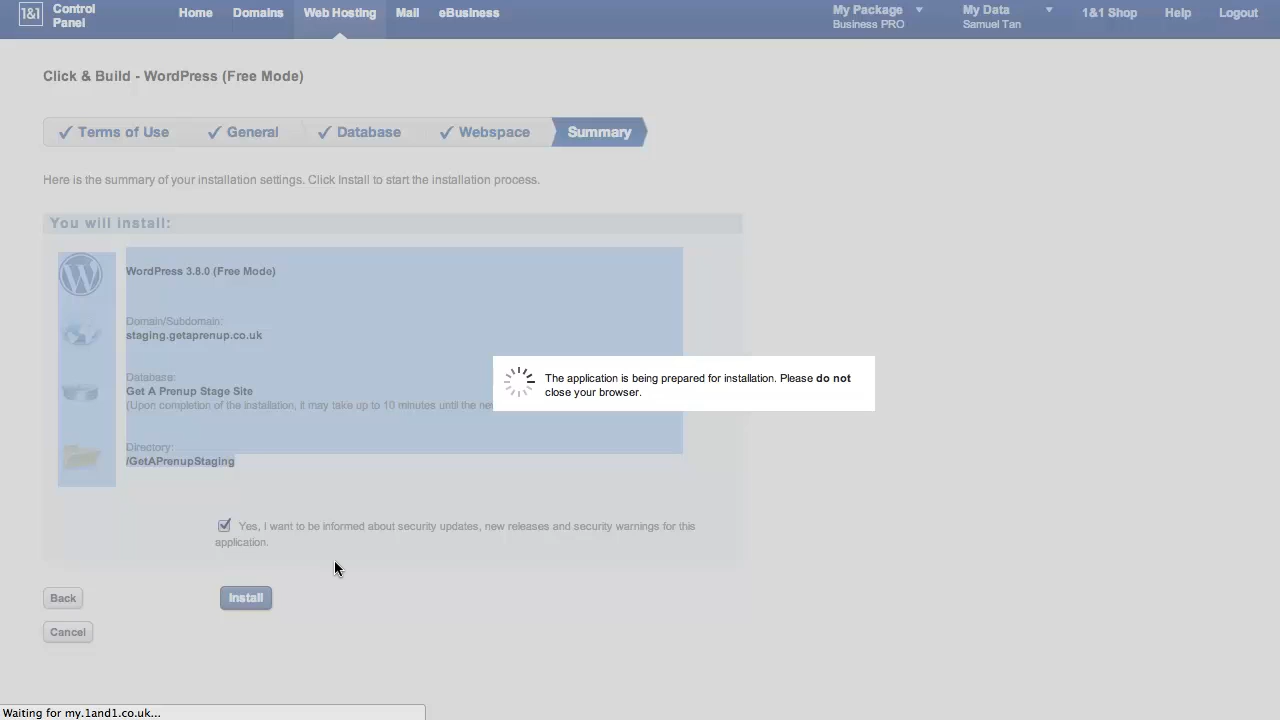 1&1 Control Panel
Home Domains Web Hosting Mail eBusiness
My Package My Data 1&1 Shop Help Logout
Business PRO Samuel Tan
Click & Build - WordPress (Free Mode)
Terms of Use General Database Webspace Summary
Here is the summary of your installation settings. Click Install to start the installation process.
You will install:
WordPress 3.8.0 (Free Mode)
Domain/Subdomain:
staging.getaprenup.co.uk
Database:
Get A Prenup Stage Site
(Upon completion of the installation, it may take up to 10 minutes until the
The application is being prepared for installation. Please do not
close your browser.
Directory:
/GetAPrenupStaging
Yes, I want to be informed about security updates, new releases and security warnings for this
application.
Back Install
Cancel
Waiting for my.1and1.co.uk...